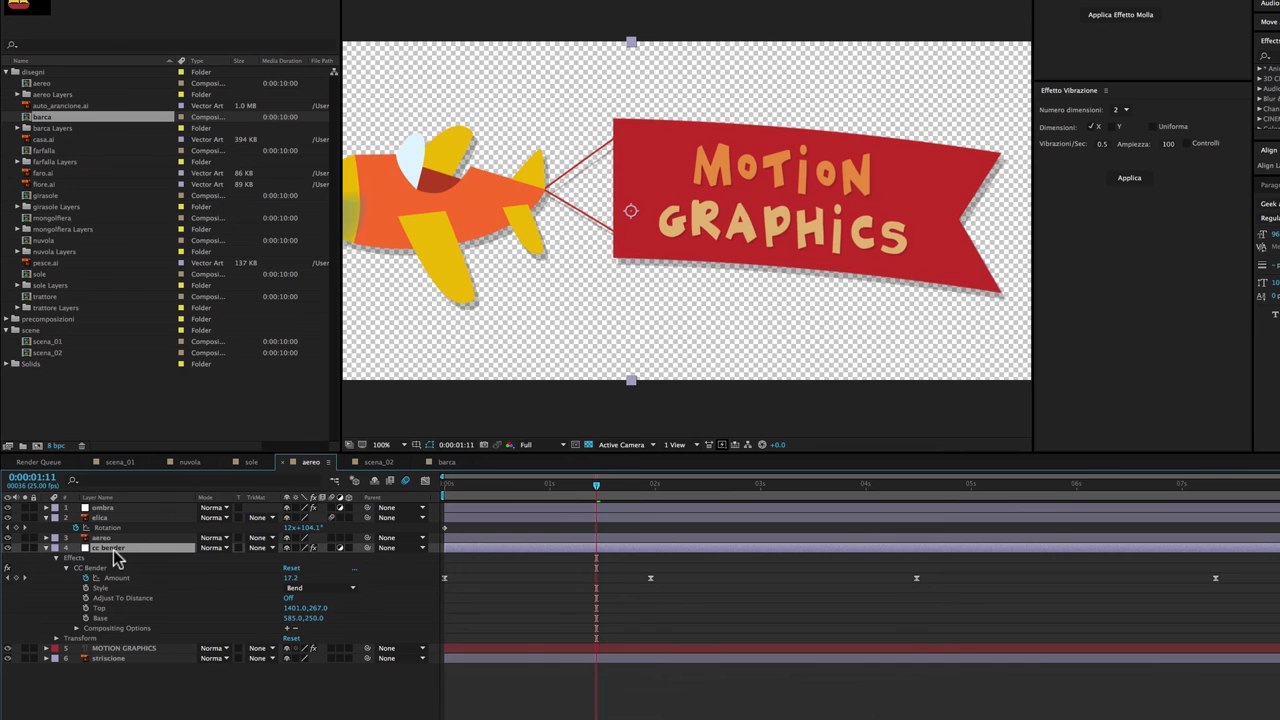 Applica Effetto Molla
Audio
Move
Effects
Name Type Size Media Duration File Path
disegni Folder
aereo Composi... 0:00:10:00
aereo Layers Folder
auto_arancione.ai Vector Art 1.0 MB /User
barca Composi... 0:00:10:00
barca Layers Folder
casa.ai Vector Art 394 KB /User
farfalla Composi... 0:00:10:00
farfalla Layers Folder
faro.ai Vector Art 86 KB /User
fiore.ai Vector Art 89 KB /User
girasole Composi... 0:00:10:00
girasole Layers Folder
mongolfiera Composi... 0:00:10:00
mongolfiera Layers Folder
nuvola Composi... 0:00:10:00
nuvola Layers Folder
pesce.ai Vector Art 137 KB /User
sole Composi... 0:00:10:00
sole Layers Folder
trattore Composi... 0:00:10:00
trattore Layers Folder
precomposizioni Folder
scene Folder
scena_01 Composi... 0:00:10:00
scena_02 Composi... 0:00:10:00
Solids Folder
8 bpc
MOTION
GRAPHICS
Effetto Vibrazione
Numero dimensioni: 2
Dimensioni: X Y Uniforma
Vibrazioni/Sec: 0.5 Ampiezza: 100 Controlli
Applica
* Ani
3D C
Audi
Blur &
Chan
CINE
Align
Align La
Parag
Geek a
Regular
100% 0:00:01:11 Full Active Camera 1 View +0.0
Render Queue scena_01 nuvola sole aereo scena_02 barca
0:00:01:11
00036 (25.00 fps)
# Layer Name Mode T TrkMat Parent
:00s 01s 02s 03s 04s 05s 06s 07s
1 ombra Norma None
2 elica Norma None None
Rotation 12x+104.1°
3 aereo Norma None None
4 cc bender Norma None None
Effects
CC Bender Reset ...
Amount 17.2
Style Bend
Adjust To Distance Off
Top 1401.0,267.0
Base 585.0,250.0
Compositing Options + −
Transform Reset
5 MOTION GRAPHICS Norma None None
6 striscione Norma None None